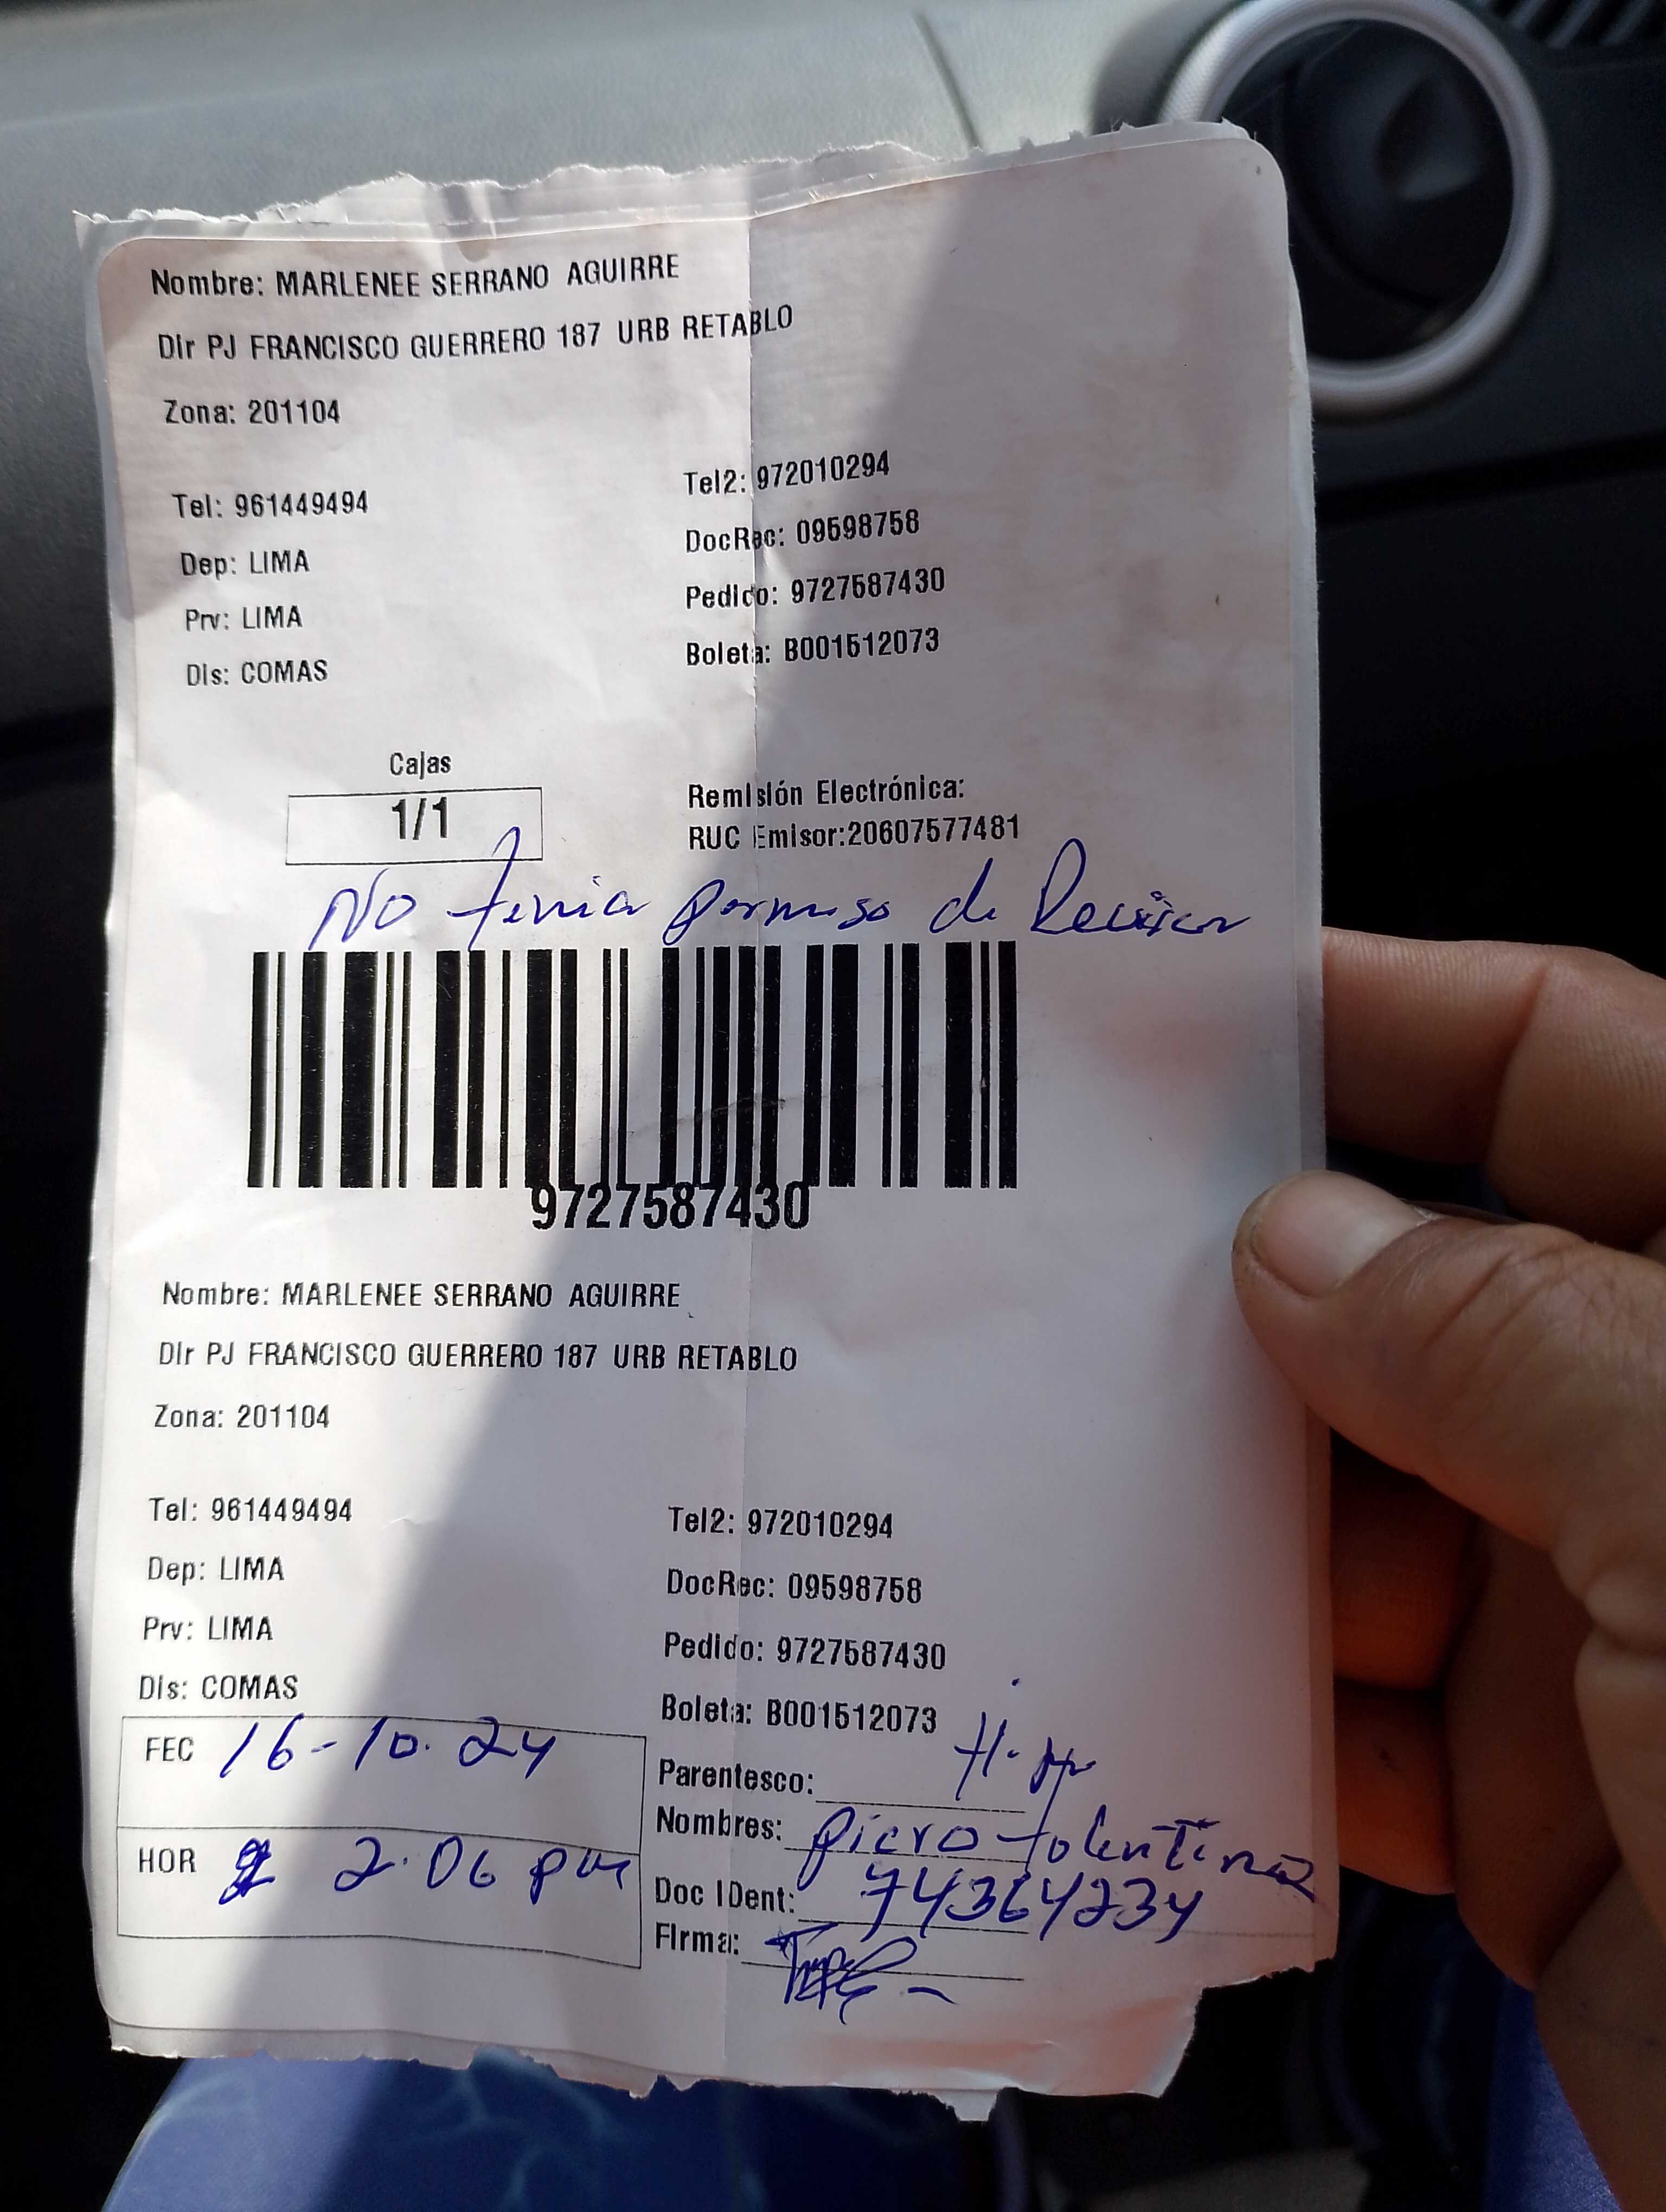 Nombre: MARLENEE SERRANO AGUIRRE
Dir PJ FRANCISCO GUERRERO 187 URB RETABLO
Zona: 201104
Tel: 961449494
Tel2: 972010294
Dep: LIMA
DocRec: 09598758
Prv: LIMA
Pedido: 9727587430
Dis: COMAS
Boleta: B001512073
Cajas
1/1
Remisión Electrónica:
RUC Emisor:20607577481
No tenia permiso de
9727587430
Nombre: MARLENEE SERRANO AGUIRRE
Dir PJ FRANCISCO GUERRERO 187 URB RETABLO
Zona: 201104
Tel: 961449494
Tel2: 972010294
Dep: LIMA
DocRec: 09598758
Prv: LIMA
Pedido: 9727587430
Dis: COMAS
Boleta: B001512073
FEC 16-10.24
Parentesco:
Nombres: Piero tolentino
HOR 2.06 pm
Doc IDent: 74364234
Firma: